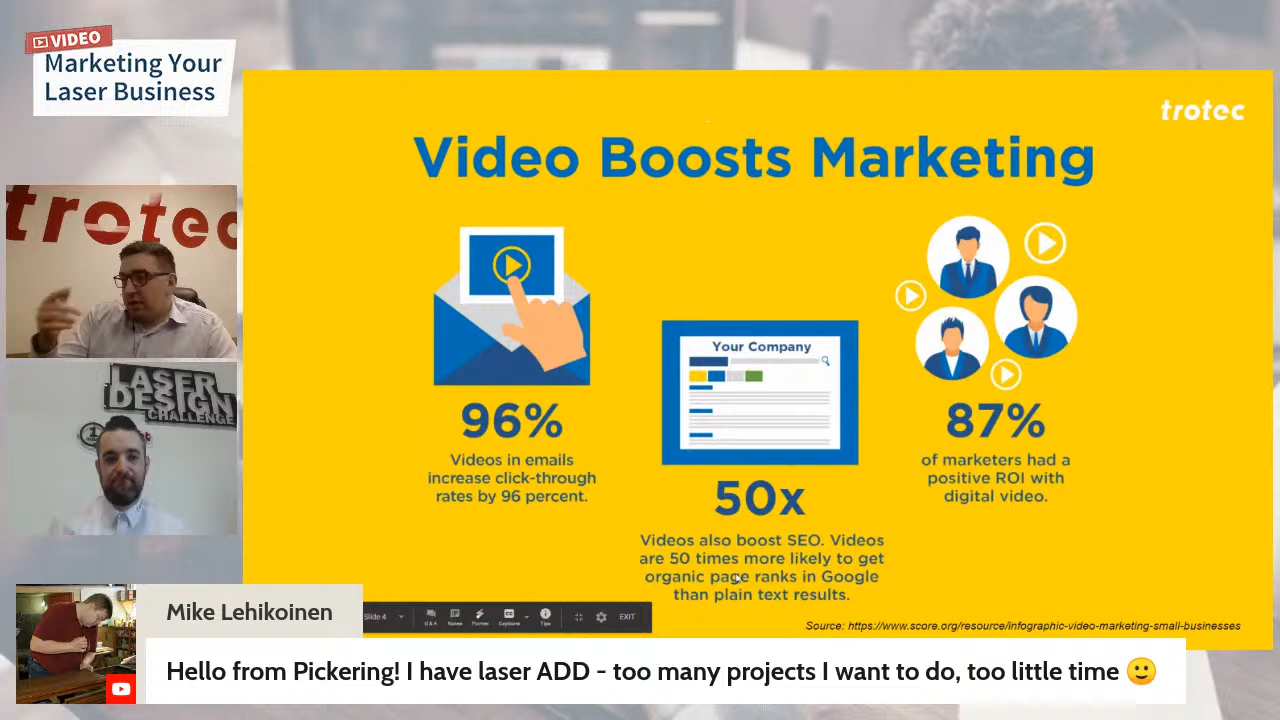 VIDEO
Marketing Your
Laser Business
trotec
Video Boosts Marketing
trotec
LASER
DESIGN
CHALLENGE
96%
Videos in emails
increase click-through
rates by 96 percent.
Your Company
50x
Videos also boost SEO. Videos
are 50 times more likely to get
organic page ranks in Google
than plain text results.
87%
of marketers had a
positive ROI with
digital video.
Slide 4
Q & A
Notes
Pointer
Captions
Tips
EXIT
Source: https://www.score.org/resource/infographic-video-marketing-small-businesses
Mike Lehikoinen
Hello from Pickering! I have laser ADD - too many projects I want to do, too little time 🙂